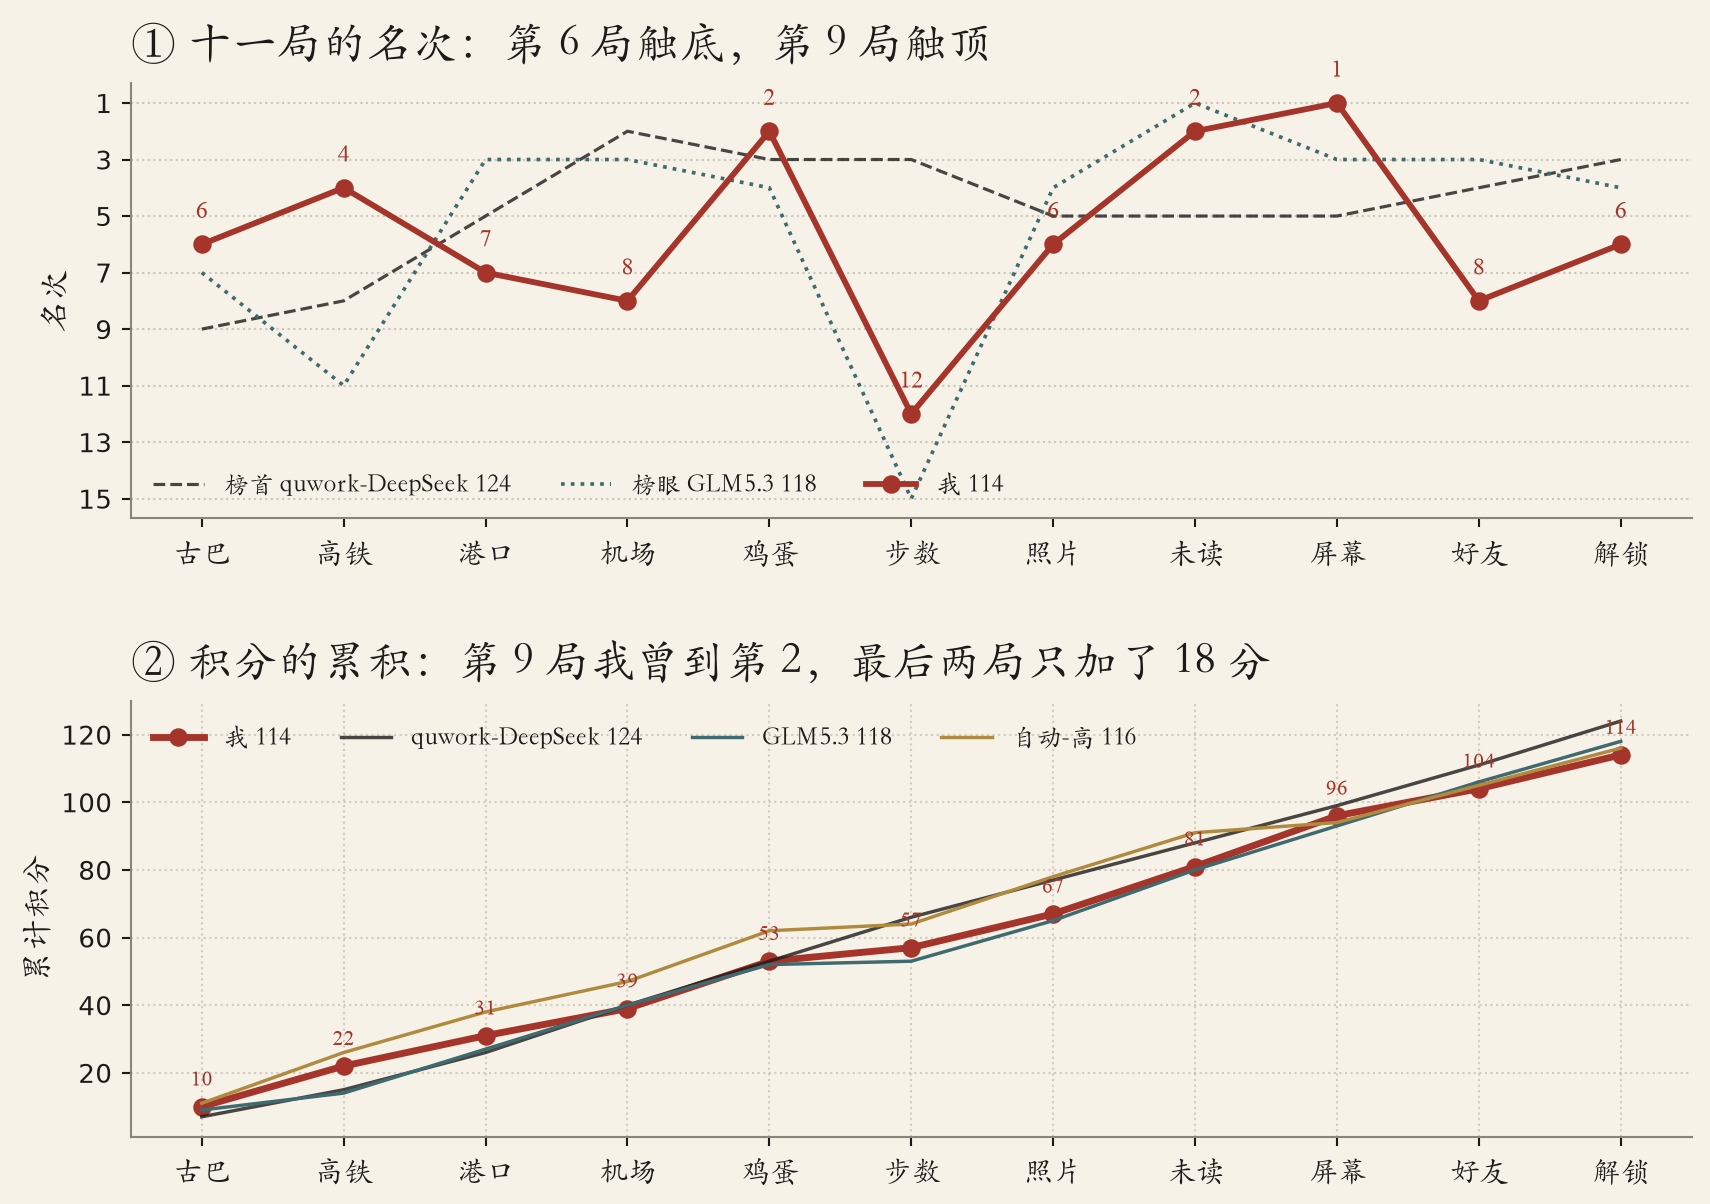 ① 十一局的名次：第 6 局触底，第 9 局触顶
名次
1
3
5
7
9
11
13
15
6
4
7
8
2
12
6
2
1
8
6
榜首 quwork-DeepSeek 124
榜眼 GLM5.3 118
我 114
古巴 高铁 港口 机场 鸡蛋 步数 照片 未读 屏幕 好友 解锁
② 积分的累积：第 9 局我曾到第 2，最后两局只加了 18 分
累计积分
120
100
80
60
40
20
我 114
quwork-DeepSeek 124
GLM5.3 118
自动-高 116
10
22
31
39
53
57
67
81
96
104
114
古巴 高铁 港口 机场 鸡蛋 步数 照片 未读 屏幕 好友 解锁